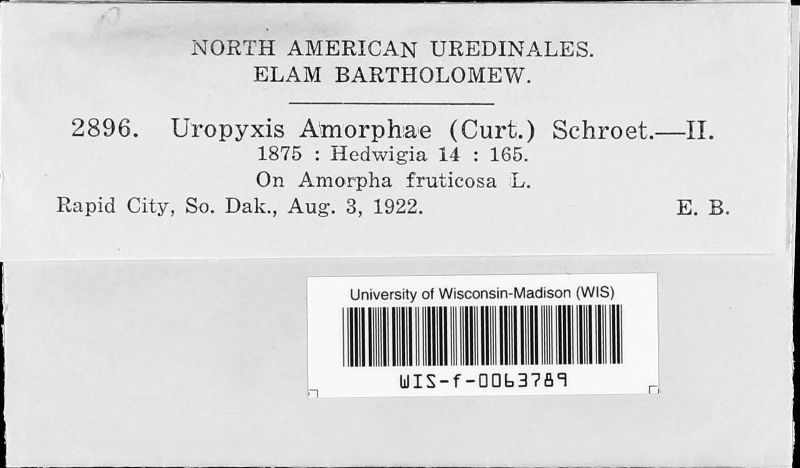 NORTH AMERICAN UREDINALES.
ELAM BARTHOLOMEW.
2896. Uropyxis Amorphae (Curt.) Schroet.—II.
1875 : Hedwigia 14 : 165.
On Amorpha fruticosa L.
Rapid City, So. Dak., Aug. 3, 1922. E. B.
University of Wisconsin-Madison (WIS)
WIS-f-0063789